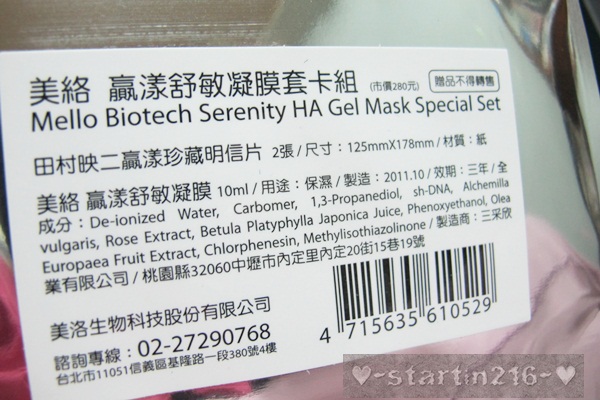 美絡 贏漾舒敏凝膜套卡組 (市價280元) 贈品不得轉售
Mello Biotech Serenity HA Gel Mask Special Set
田村映二贏漾珍藏明信片 2張/尺寸：125mmX178mm/材質：紙
美絡 贏漾舒敏凝膜 10ml/用途：保濕/製造：2011.10/效期：三年/全
成分：De-ionized Water, Carbomer, 1,3-Propanediol, sh-DNA, Alchemilla
vulgaris, Rose Extract, Betula Platyphylla Japonica Juice, Phenoxyethanol, Olea
Europaea Fruit Extract, Chlorphenesin, Methylisothiazolinone/製造商：三采欣
業有限公司/桃園縣32060中壢市內定里內定20街15巷19號
美洛生物科技股份有限公司
諮詢專線：02-27290768
台北市11051信義區基隆路一段380號4樓
4 715635 610529
♥-startin216-♥